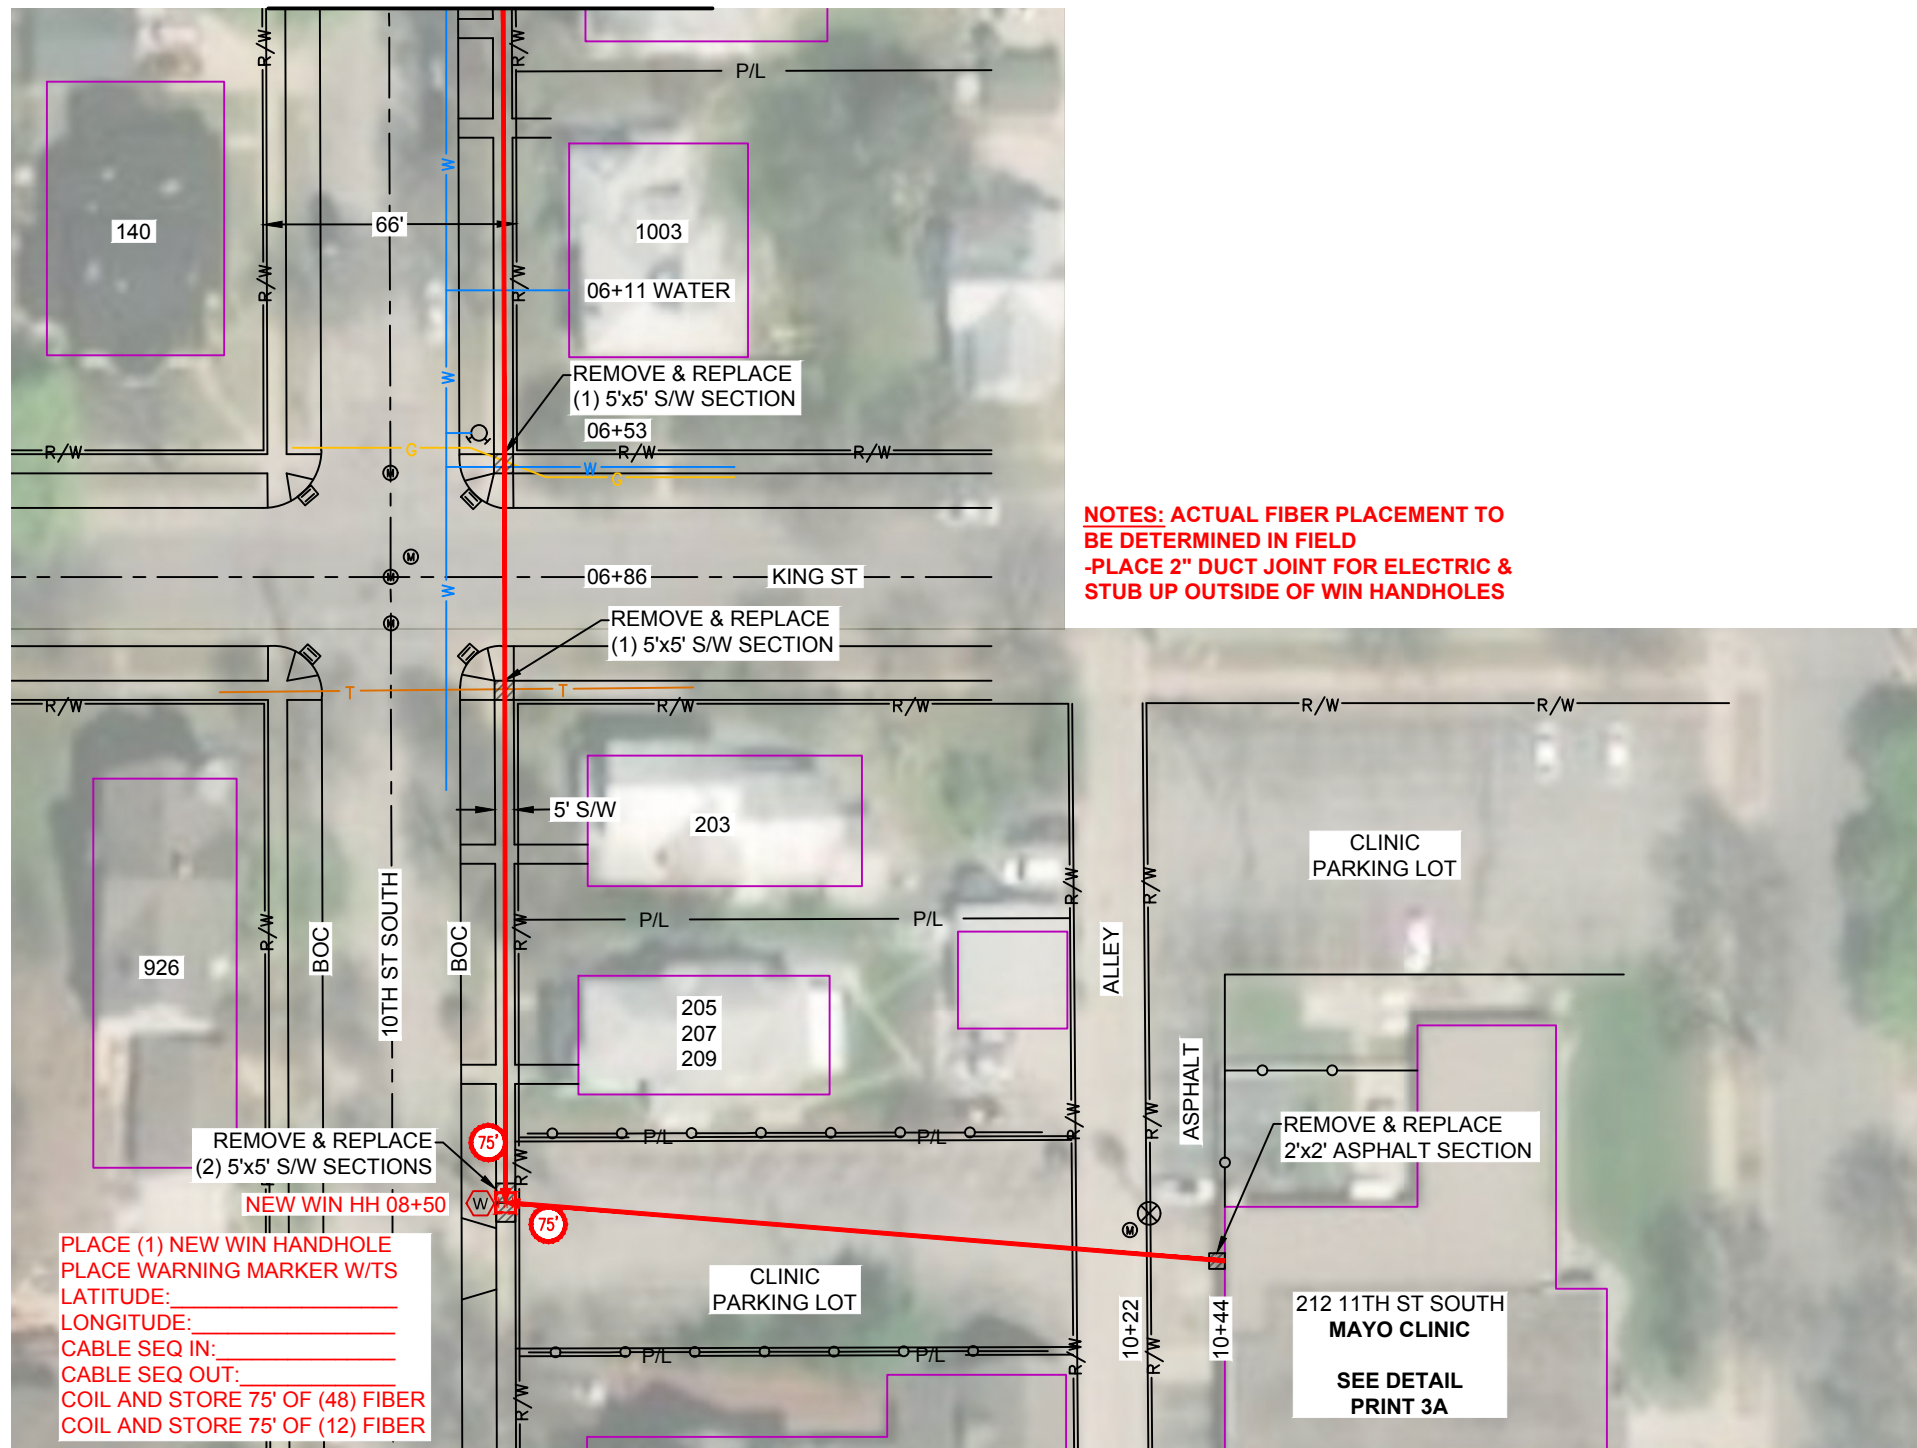 R/W
R/W
P/L
W
140
66'
1003
R/W
R/W
06+11 WATER
W
REMOVE & REPLACE
(1) 5'x5' S/W SECTION
06+53
R/W
G
R/W
R/W
W
G
M
M
M
W
06+86
KING ST
M
NOTES: ACTUAL FIBER PLACEMENT TO
BE DETERMINED IN FIELD
-PLACE 2" DUCT JOINT FOR ELECTRIC &
STUB UP OUTSIDE OF WIN HANDHOLES
REMOVE & REPLACE
(1) 5'x5' S/W SECTION
T
T
R/W
R/W
R/W
R/W
R/W
5' S/W
203
CLINIC
PARKING LOT
R/W
R/W
R/W
R/W
P/L
P/L
926
BOC
10TH ST SOUTH
BOC
ALLEY
205
207
209
ASPHALT
R/W
R/W
REMOVE & REPLACE
2'x2' ASPHALT SECTION
REMOVE & REPLACE
(2) 5'x5' S/W SECTIONS
75'
P/L
P/L
R/W
NEW WIN HH 08+50
W
75'
M
PLACE (1) NEW WIN HANDHOLE
PLACE WARNING MARKER W/TS
LATITUDE:
LONGITUDE:
CABLE SEQ IN:
CABLE SEQ OUT:
COIL AND STORE 75' OF (48) FIBER
COIL AND STORE 75' OF (12) FIBER
CLINIC
PARKING LOT
P/L
P/L
R/W
R/W
R/W
10+22
10+44
212 11TH ST SOUTH
MAYO CLINIC
SEE DETAIL
PRINT 3A